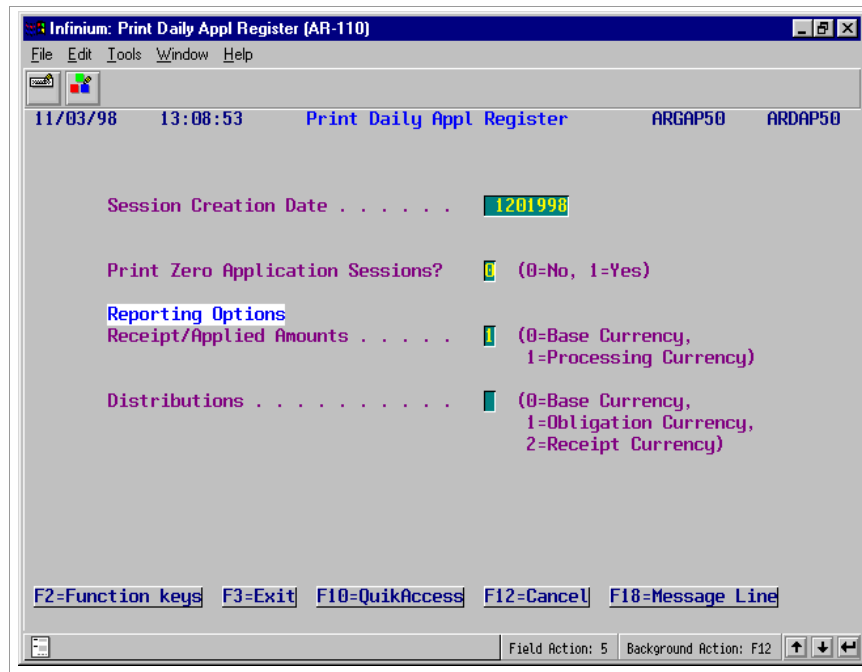 Infinium: Print Daily Appl Register (AR-110)
File Edit Tools Window Help
11/03/98 13:08:53 Print Daily Appl Register ARGAP50 ARDAP50
Session Creation Date . . . . . . 1201998
Print Zero Application Sessions? 0 (0=No, 1=Yes)
Reporting Options
Receipt/Applied Amounts . . . . . 1 (0=Base Currency,
1=Processing Currency)
Distributions . . . . . . . . . . (0=Base Currency,
1=Obligation Currency,
2=Receipt Currency)
F2=Function keys F3=Exit F10=QuikAccess F12=Cancel F18=Message Line
Field Action: 5 Background Action: F12